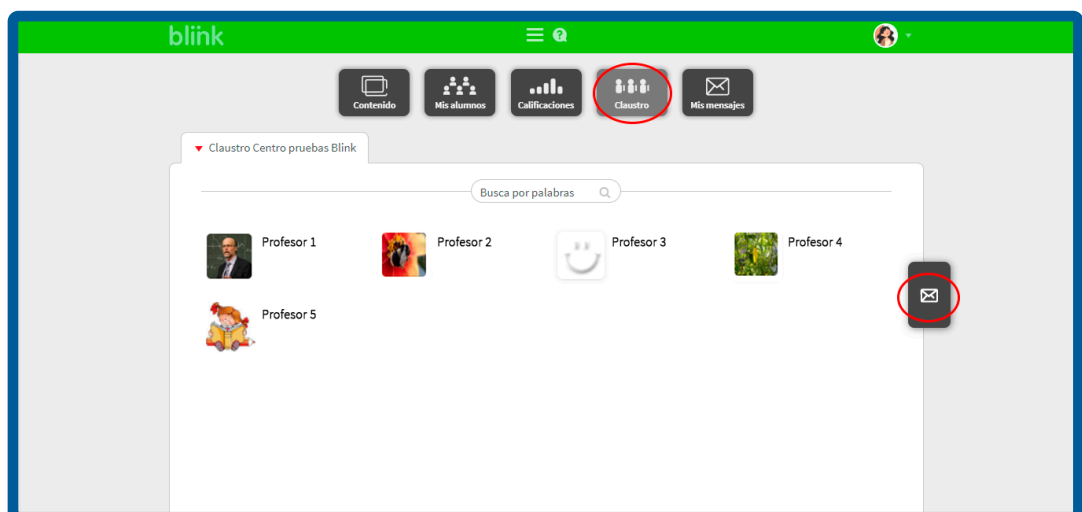 blink
Contenido
Mis alumnos
Calificaciones
Claustro
Mis mensajes
Claustro Centro pruebas Blink
Busca por palabras
Profesor 1
Profesor 2
Profesor 3
Profesor 4
Profesor 5